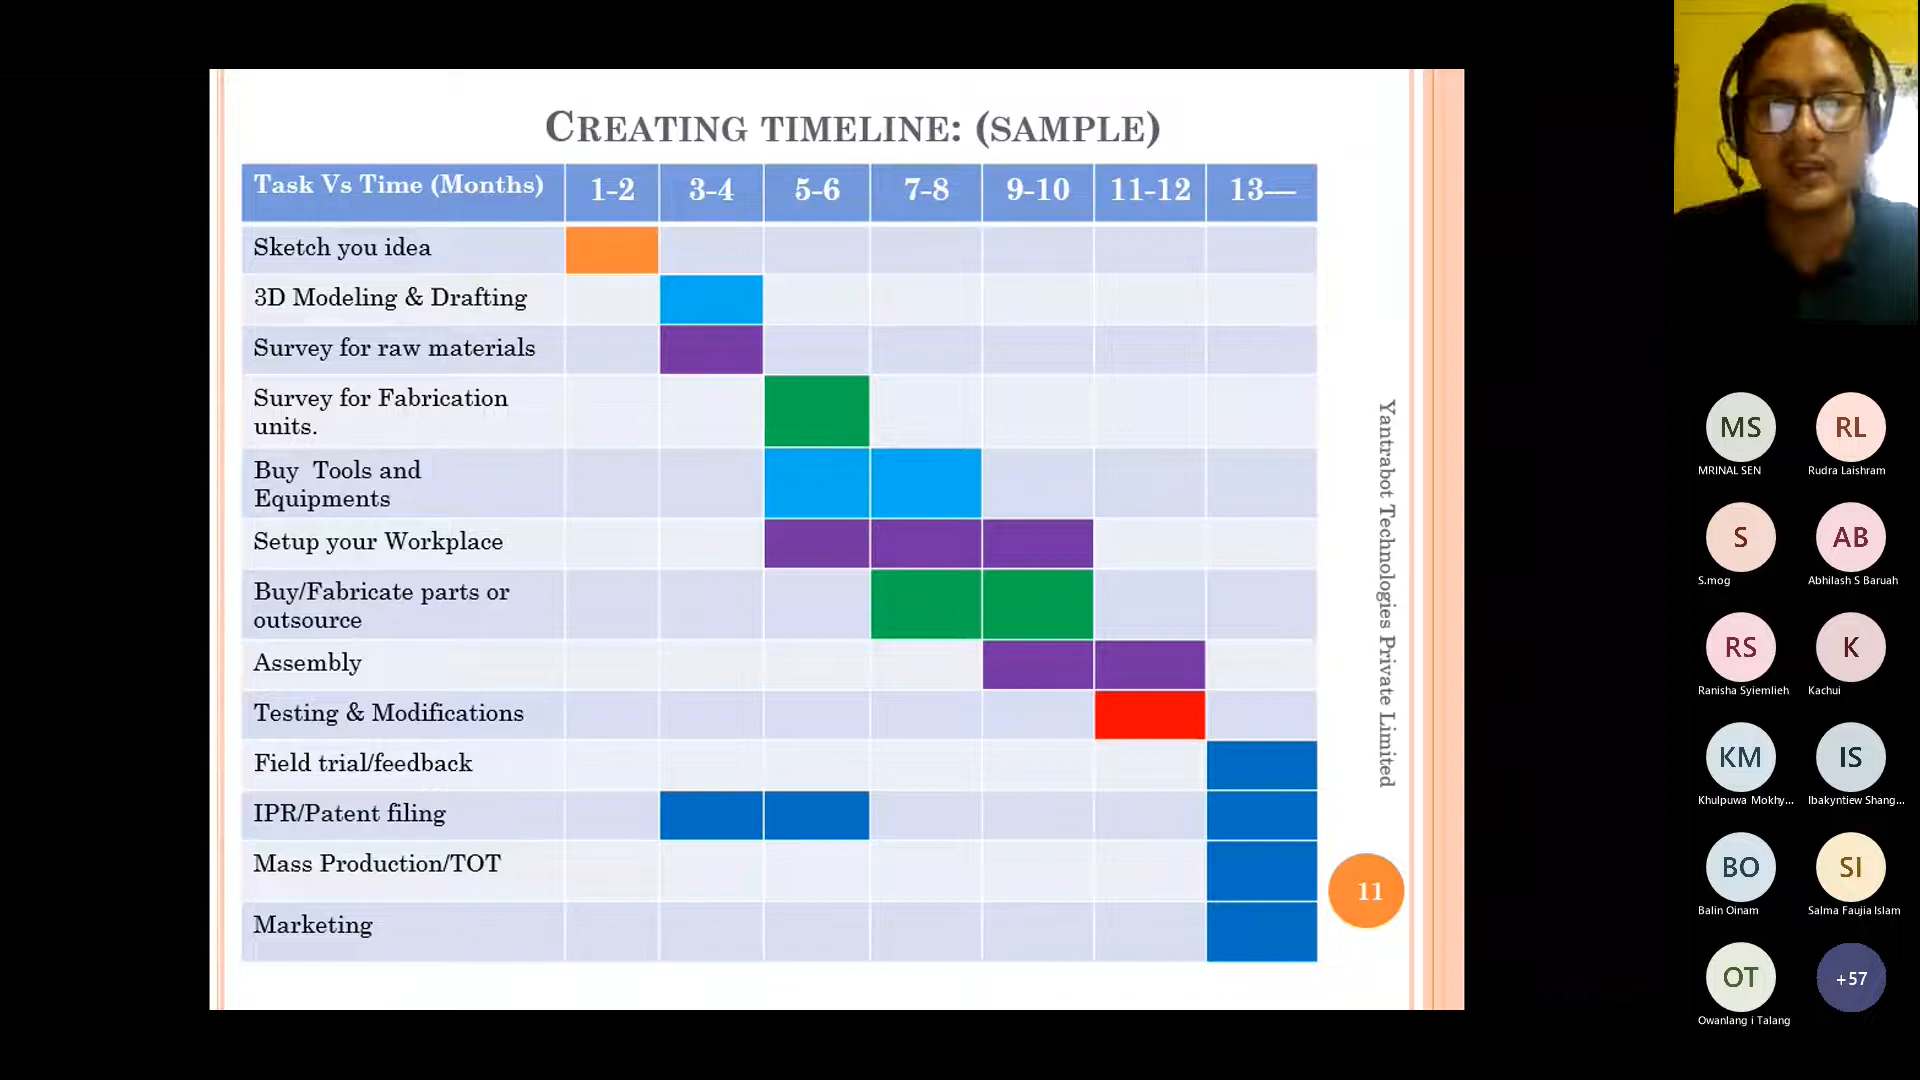 CREATING TIMELINE: (SAMPLE)
Task Vs Time (Months) 1-2 3-4 5-6 7-8 9-10 11-12 13—
Sketch you idea
3D Modeling & Drafting
Survey for raw materials
Survey for Fabrication
units.
Buy Tools and
Equipments
Setup your Workplace
Buy/Fabricate parts or
outsource
Assembly
Testing & Modifications
Field trial/feedback
IPR/Patent filing
Mass Production/TOT
Marketing
Yantrabot Technologies Private Limited
11
MS
MRINAL SEN
RL
Rudra Laishram
S
S.mog
AB
Abhilash S Baruah
RS
Ranisha Syiemlieh
K
Kachui
KM
Khulpuwa Mokhy...
IS
Ibakyntiew Shang...
BO
Balin Oinam
SI
Salma Faujia Islam
OT
Owanlang i Talang
+57